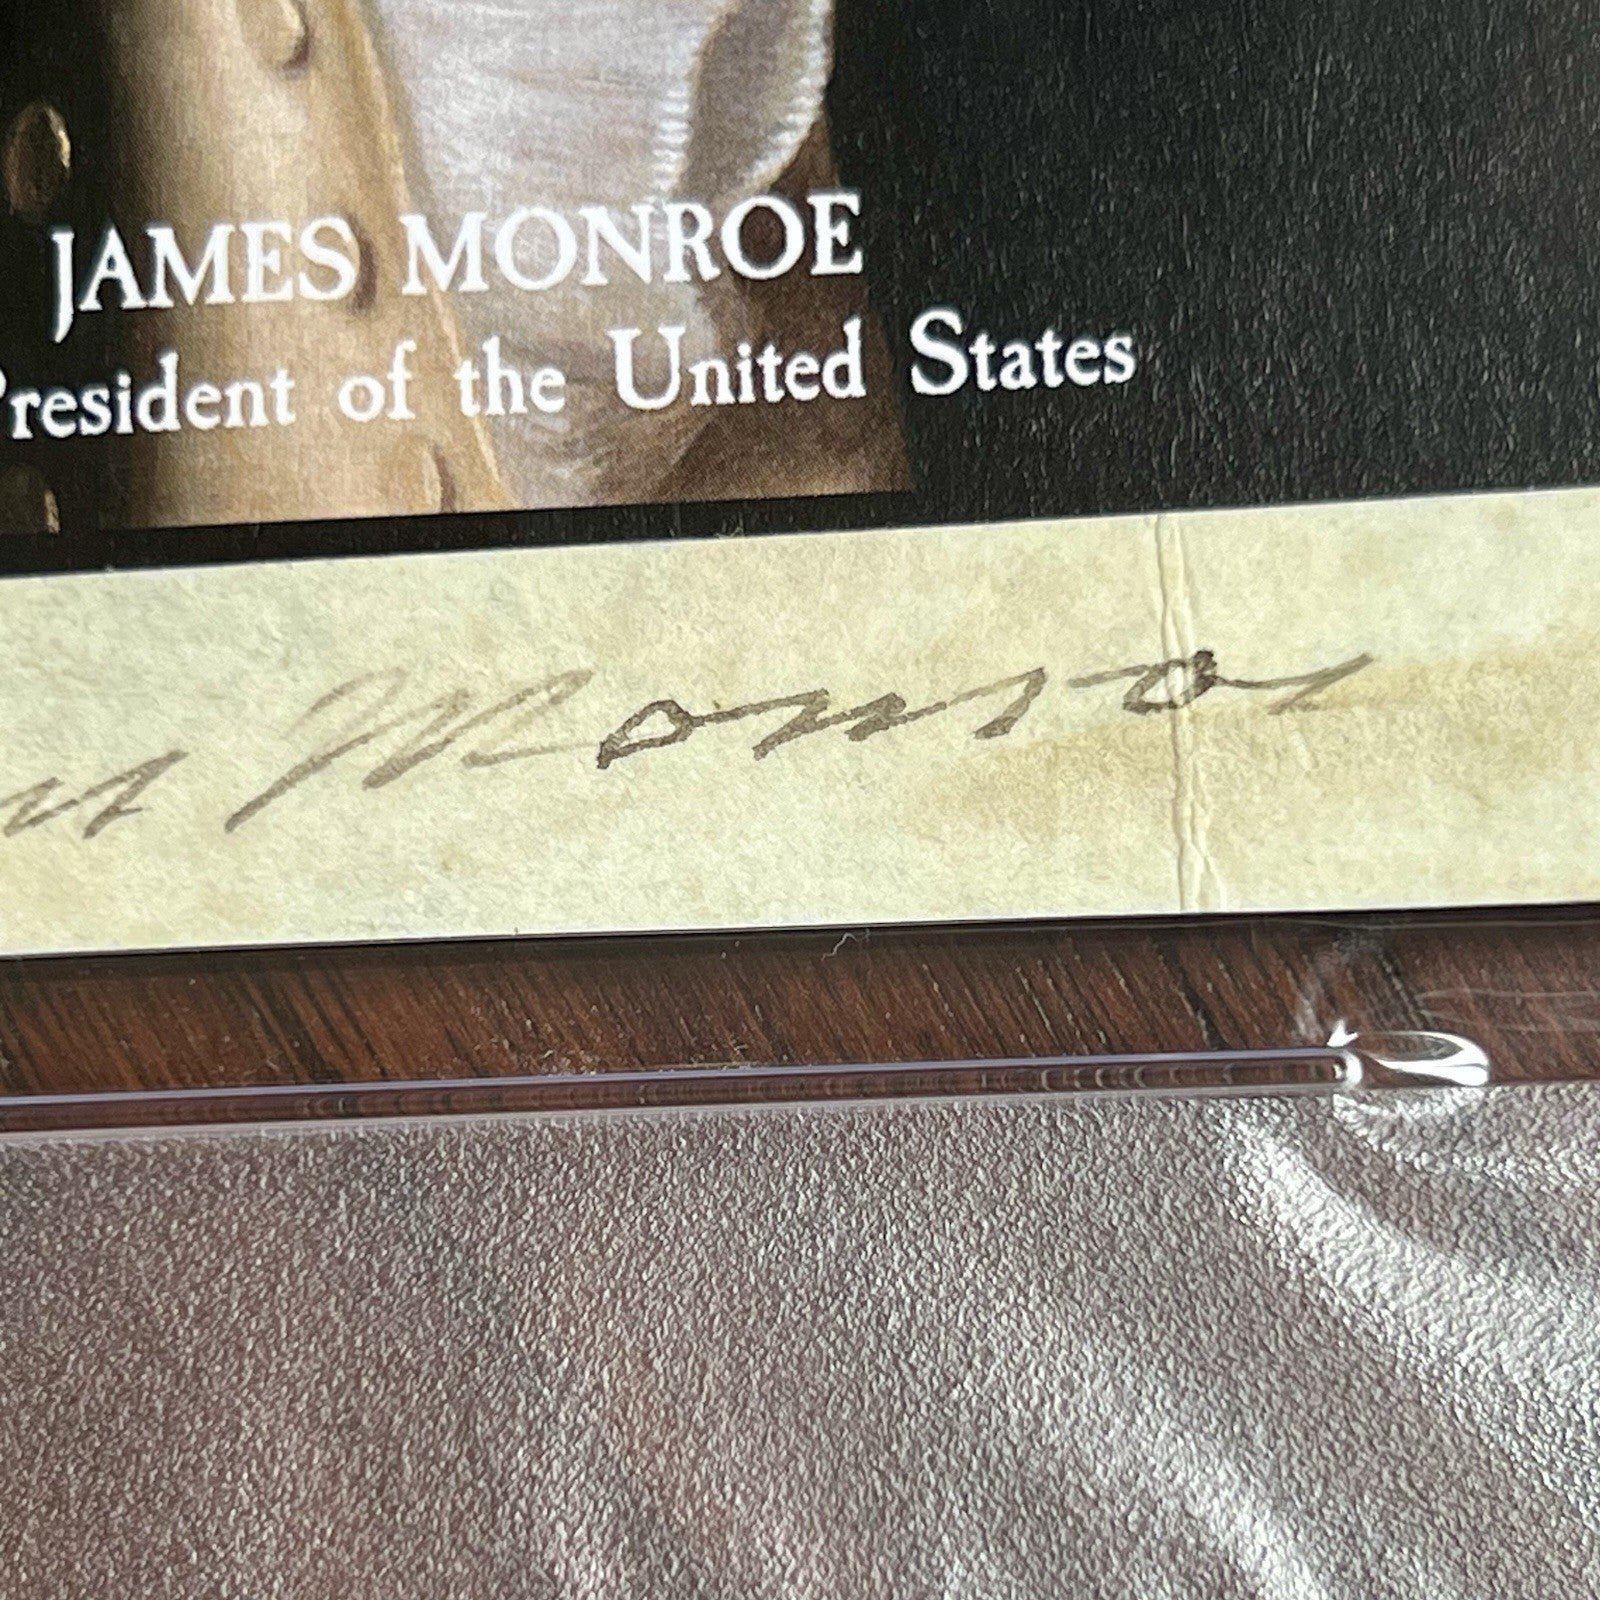 JAMES MONROE
President of the United States
Monroe